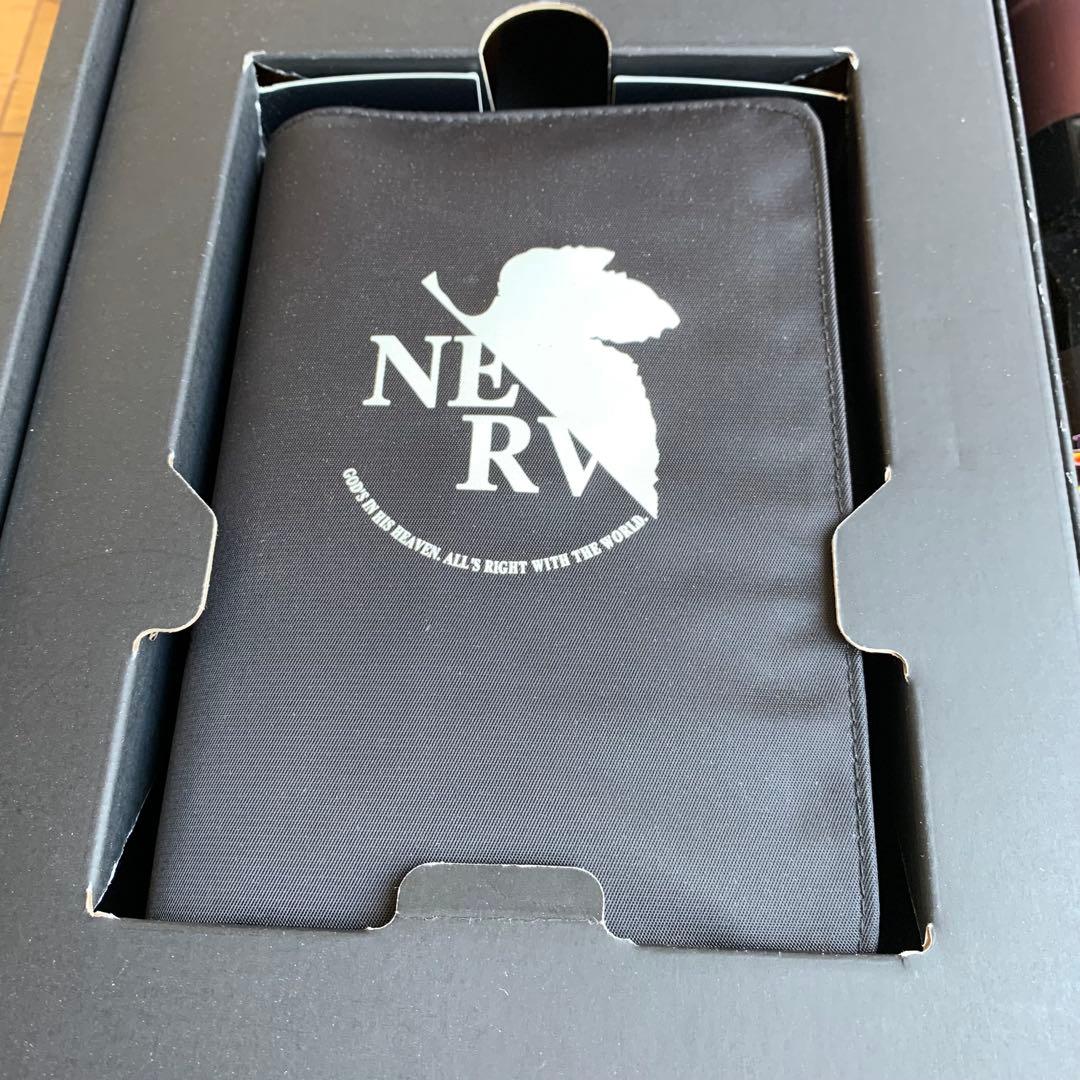 NE
RV
GOD'S IN HIS HEAVEN. ALL'S RIGHT WITH THE WORLD.